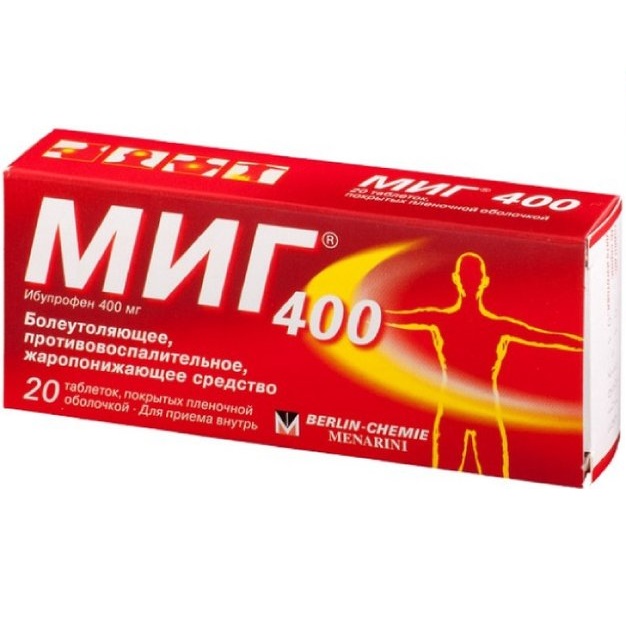 МИГ® 400
20 таблеток,
покрытых пленочной оболочкой
МИГ®
400
Ибупрофен 400 мг
Болеутоляющее,
противовоспалительное,
жаропонижающее средство
20 таблеток, покрытых пленочной
оболочкой · Для приема внутрь
BERLIN-CHEMIE
MENARINI